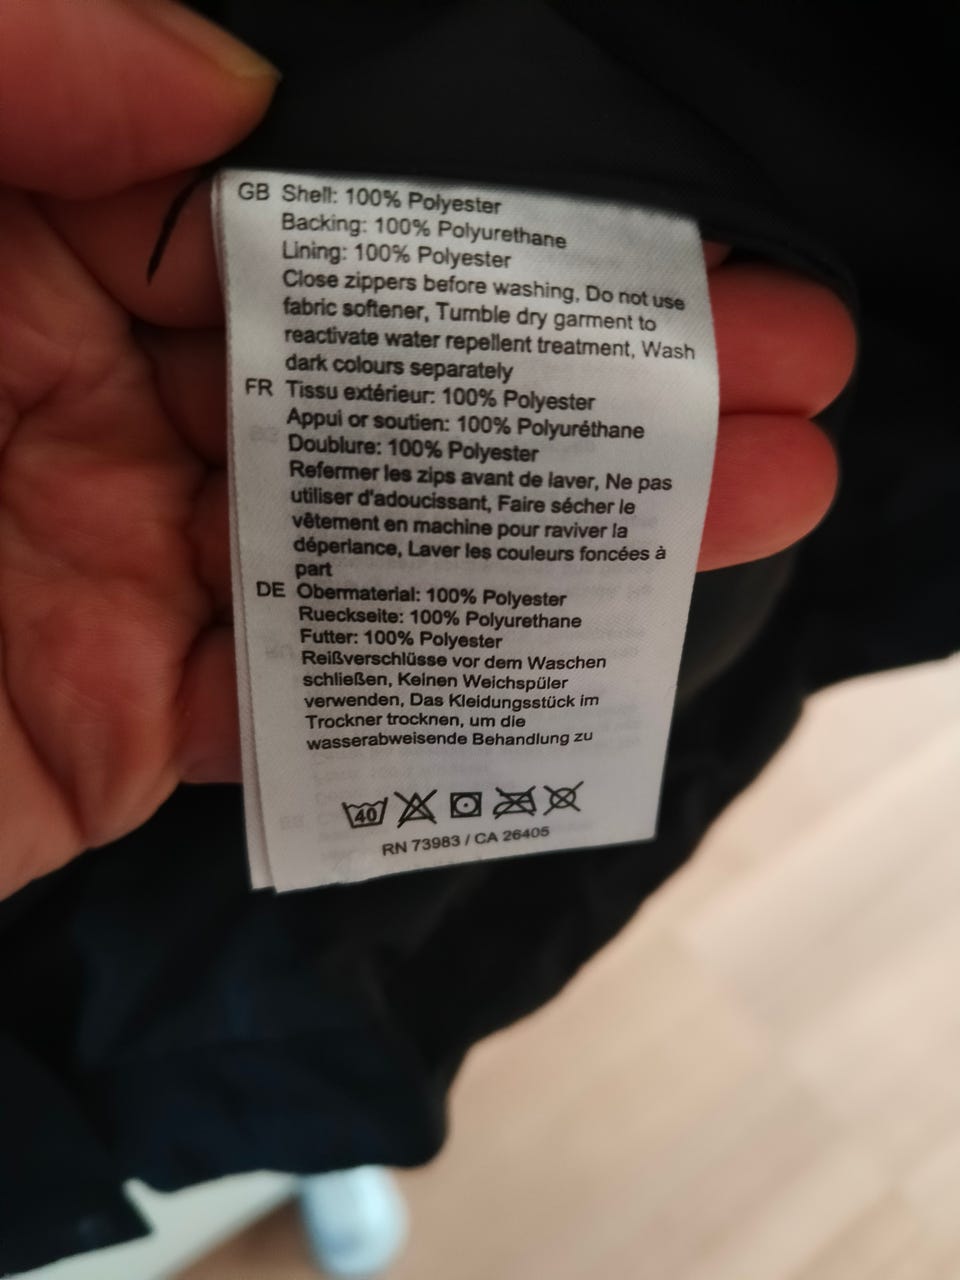 GB Shell: 100% Polyester
Backing: 100% Polyurethane
Lining: 100% Polyester
Close zippers before washing, Do not use
fabric softener, Tumble dry garment to
reactivate water repellent treatment, Wash
dark colours separately
FR Tissu extérieur: 100% Polyester
Appui or soutien: 100% Polyuréthane
Doublure: 100% Polyester
Refermer les zips avant de laver, Ne pas
utiliser d'adoucissant, Faire sécher le
vêtement en machine pour raviver la
déperlance, Laver les couleurs foncées à
part
DE Obermaterial: 100% Polyester
Rueckseite: 100% Polyurethane
Futter: 100% Polyester
Reißverschlüsse vor dem Waschen
schließen, Keinen Weichspüler
verwenden, Das Kleidungsstück im
Trockner trocknen, um die
wasserabweisende Behandlung zu
40
RN 73983 / CA 26405